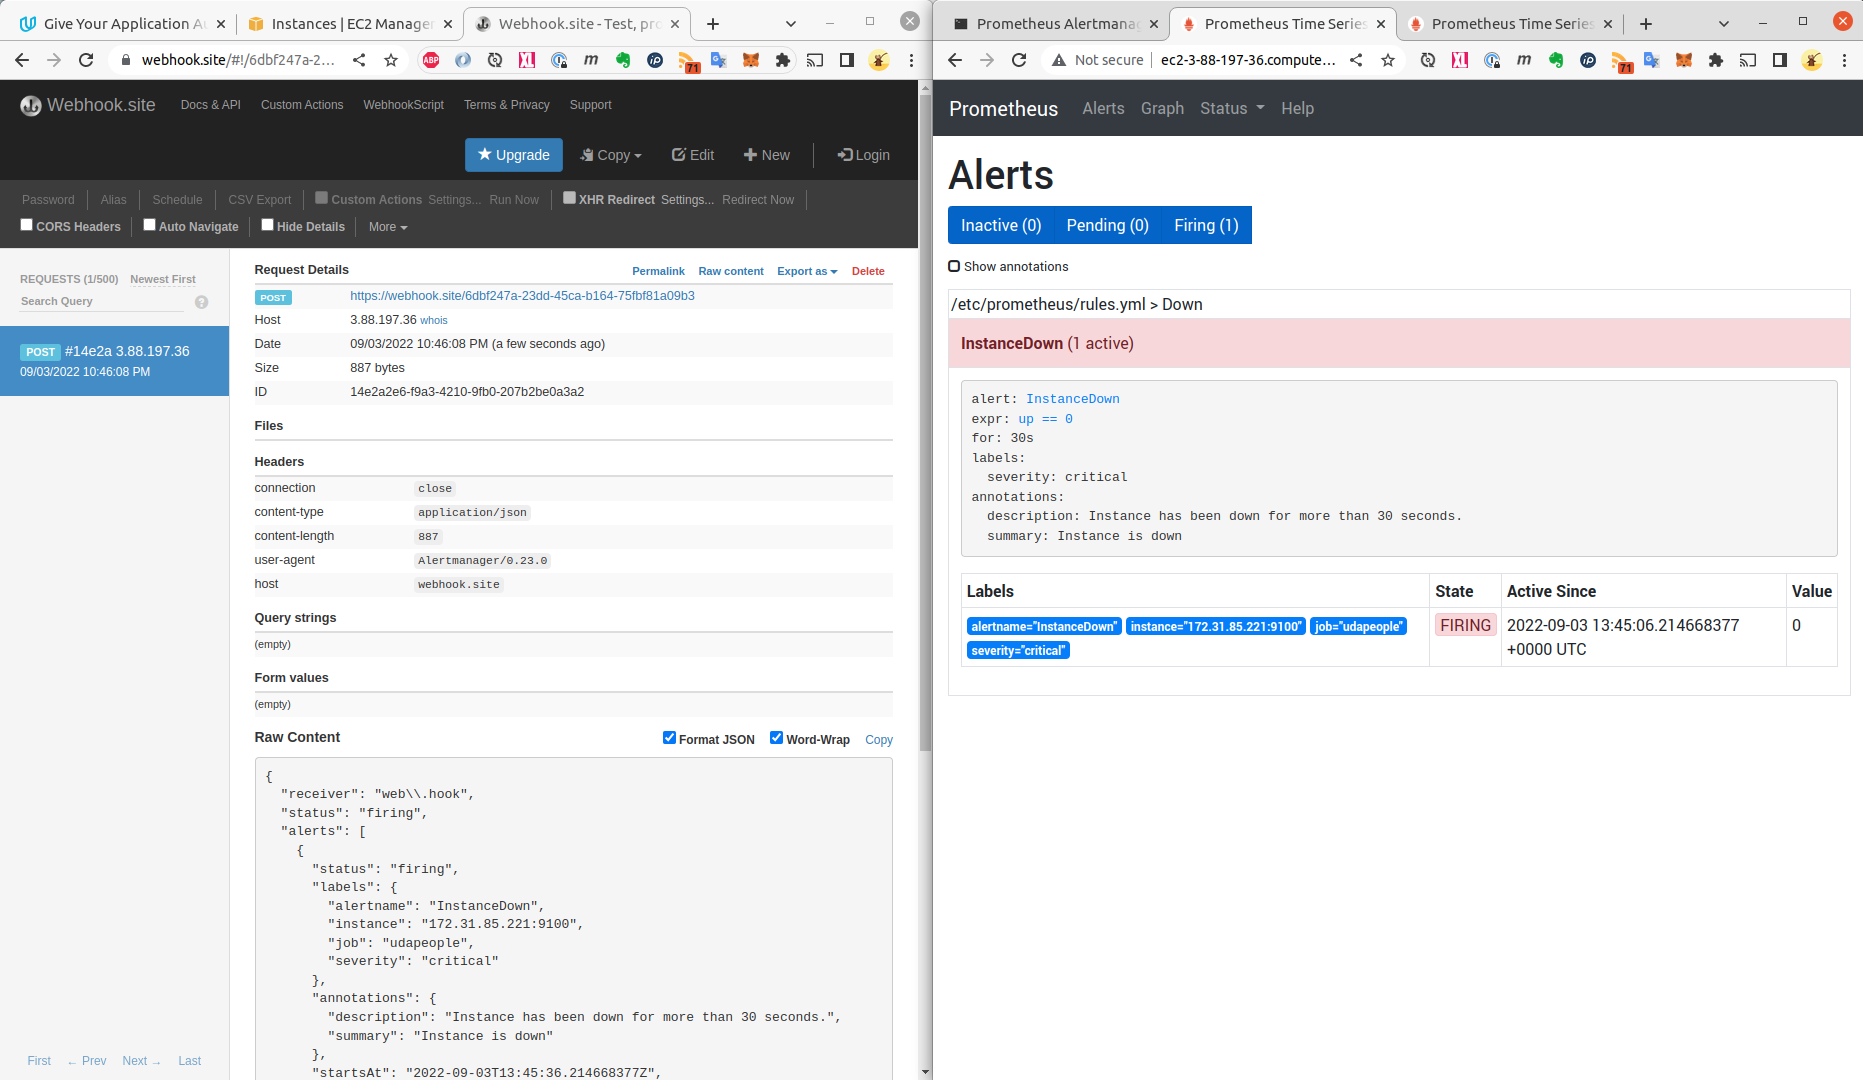 Give Your Application Au
Instances | EC2 Manager
Webhook.site - Test, pro
webhook.site/#!/6dbf247a-2...
ABP
XL
m
iP
71
Webhook.site
Docs & API
Custom Actions
WebhookScript
Terms & Privacy
Support
Upgrade
Copy
Edit
New
Login
Password
Alias
Schedule
CSV Export
Custom Actions Settings... Run Now
XHR Redirect Settings... Redirect Now
CORS Headers
Auto Navigate
Hide Details
More
REQUESTS (1/500) Newest First
Search Query
?
POST #14e2a 3.88.197.36
09/03/2022 10:46:08 PM
First ← Prev Next → Last
Request Details
Permalink Raw content Export as Delete
POST https://webhook.site/6dbf247a-23dd-45ca-b164-75fbf81a09b3
Host 3.88.197.36 whois
Date 09/03/2022 10:46:08 PM (a few seconds ago)
Size 887 bytes
ID 14e2a2e6-f9a3-4210-9fb0-207b2be0a3a2
Files
Headers
connection close
content-type application/json
content-length 887
user-agent Alertmanager/0.23.0
host webhook.site
Query strings
(empty)
Form values
(empty)
Raw Content
Format JSON Word-Wrap Copy
{
"receiver": "web\\.hook",
"status": "firing",
"alerts": [
{
"status": "firing",
"labels": {
"alertname": "InstanceDown",
"instance": "172.31.85.221:9100",
"job": "udapeople",
"severity": "critical"
},
"annotations": {
"description": "Instance has been down for more than 30 seconds.",
"summary": "Instance is down"
},
"startsAt": "2022-09-03T13:45:36.214668377Z",
Prometheus Alertmana
Prometheus Time Series
Prometheus Time Series
Not secure ec2-3-88-197-36.compute...
XL
m
iP
71
Prometheus
Alerts
Graph
Status
Help
Alerts
Inactive (0)
Pending (0)
Firing (1)
Show annotations
/etc/prometheus/rules.yml > Down
InstanceDown (1 active)
alert: InstanceDown
expr: up == 0
for: 30s
labels:
severity: critical
annotations:
description: Instance has been down for more than 30 seconds.
summary: Instance is down
Labels State Active Since Value
alertname="InstanceDown" instance="172.31.85.221:9100" job="udapeople" FIRING 2022-09-03 13:45:06.214668377 0
severity="critical" +0000 UTC